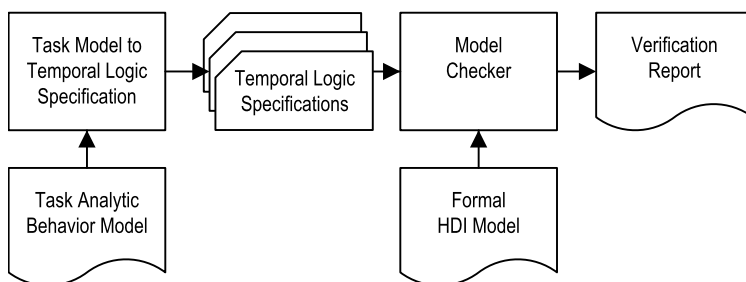 Task Model to
Temporal Logic
Specification
Temporal Logic
Specifications
Model
Checker
Verification
Report
Task Analytic
Behavior Model
Formal
HDI Model